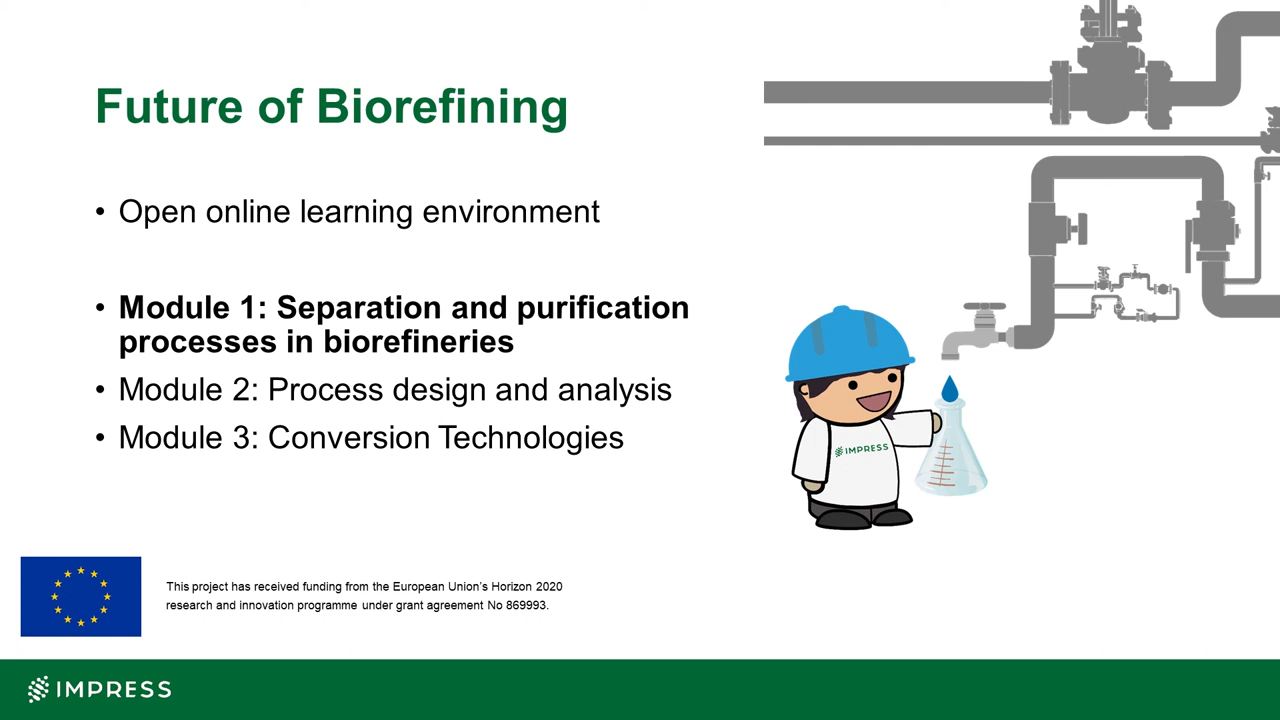 Future of Biorefining
• Open online learning environment
• Module 1: Separation and purification
processes in biorefineries
• Module 2: Process design and analysis
• Module 3: Conversion Technologies
IMPRESS
This project has received funding from the European Union’s Horizon 2020
research and innovation programme under grant agreement No 869993.
IMPRESS